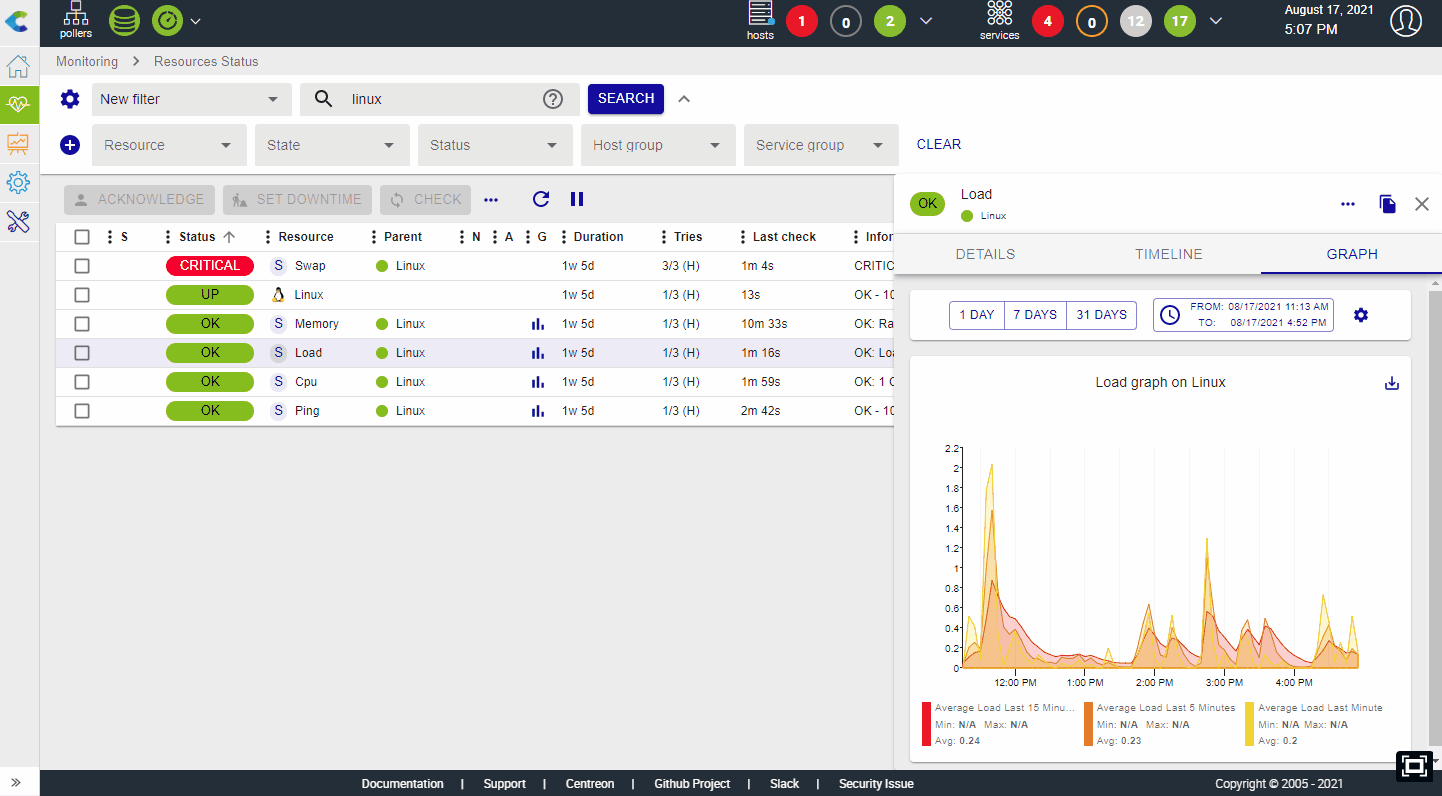 pollers
hosts
1
0
2
services
4
0
12
17
August 17, 2021
5:07 PM
Monitoring
Resources Status
New filter
linux
?
SEARCH
Resource
State
Status
Host group
Service group
CLEAR
ACKNOWLEDGE
SET DOWNTIME
CHECK
S Status Resource Parent N A G Duration Tries Last check Infor
CRITICAL S Swap Linux 1w 5d 3/3 (H) 1m 4s CRITIC
UP Linux 1w 5d 1/3 (H) 13s OK - 10
OK S Memory Linux 1w 5d 1/3 (H) 10m 33s OK: Ra
OK S Load Linux 1w 5d 1/3 (H) 1m 16s OK: Loa
OK S Cpu Linux 1w 5d 1/3 (H) 1m 59s OK: 1 C
OK S Ping Linux 1w 5d 1/3 (H) 2m 42s OK - 10
OK
Load
Linux
DETAILS
TIMELINE
GRAPH
1 DAY
7 DAYS
31 DAYS
FROM: 08/17/2021 11:13 AM
TO: 08/17/2021 4:52 PM
Load graph on Linux
2.2
2
1.8
1.6
1.4
1.2
1
0.8
0.6
0.4
0.2
0
12:00 PM
1:00 PM
2:00 PM
3:00 PM
4:00 PM
Average Load Last 15 Minu...
Min: N/A Max: N/A
Avg: 0.24
Average Load Last 5 Minutes
Min: N/A Max: N/A
Avg: 0.23
Average Load Last Minute
Min: N/A Max: N/A
Avg: 0.2
Documentation | Support | Centreon | Github Project | Slack | Security Issue
Copyright © 2005 - 2021